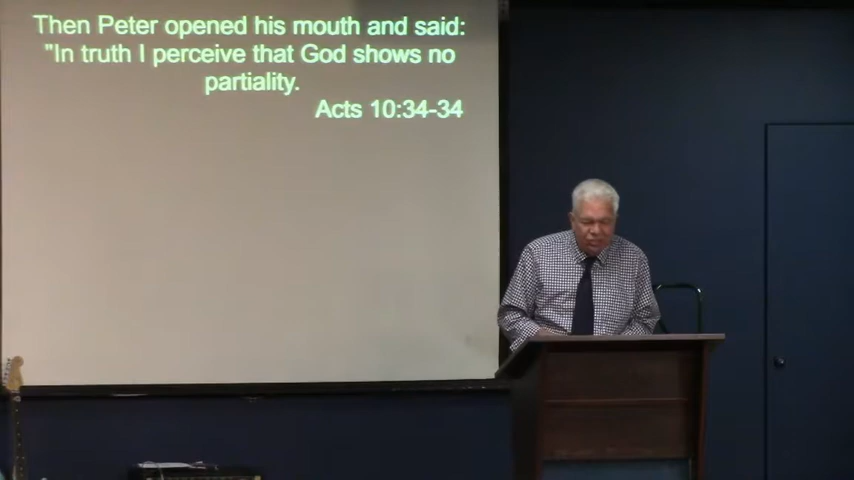 Then Peter opened his mouth and said:
"In truth I perceive that God shows no
partiality.
Acts 10:34-34